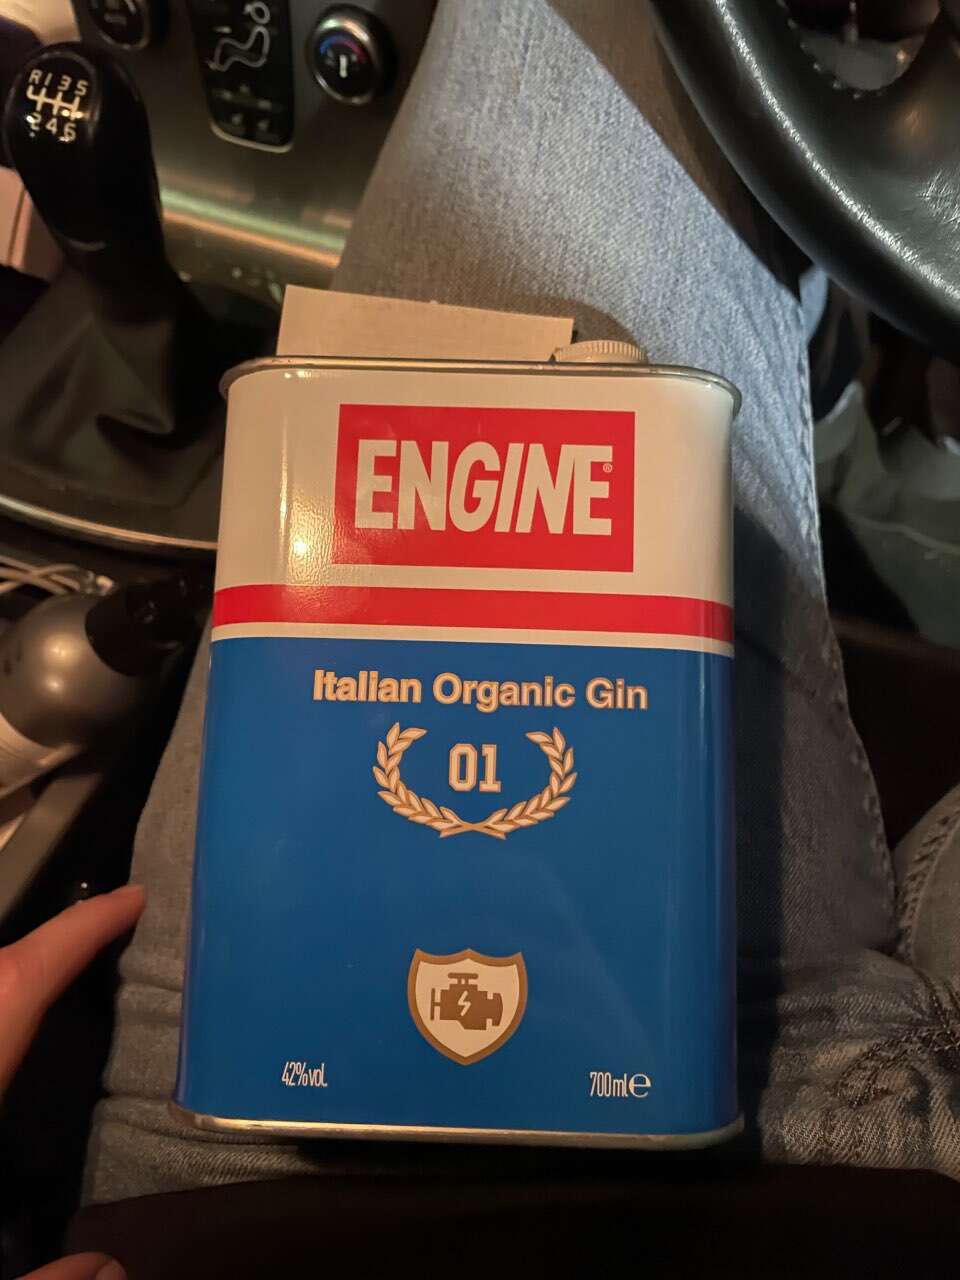 R 1 3 5
2 4 6
ENGINE®
Italian Organic Gin
01
42%vol.
700ml℮